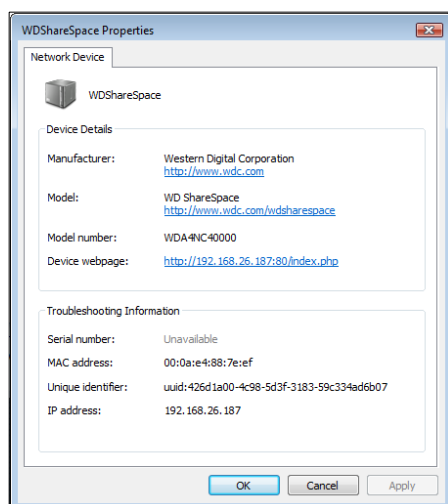 WDShareSpace Properties
Network Device
WDShareSpace
Device Details
Manufacturer: Western Digital Corporation
http://www.wdc.com
Model: WD ShareSpace
http://www.wdc.com/wdsharespace
Model number: WDA4NC40000
Device webpage: http://192.168.26.187:80/index.php
Troubleshooting Information
Serial number: Unavailable
MAC address: 00:0a:e4:88:7e:ef
Unique identifier: uuid:426d1a00-4c98-5d3f-3183-59c334ad6b07
IP address: 192.168.26.187
OK Cancel Apply